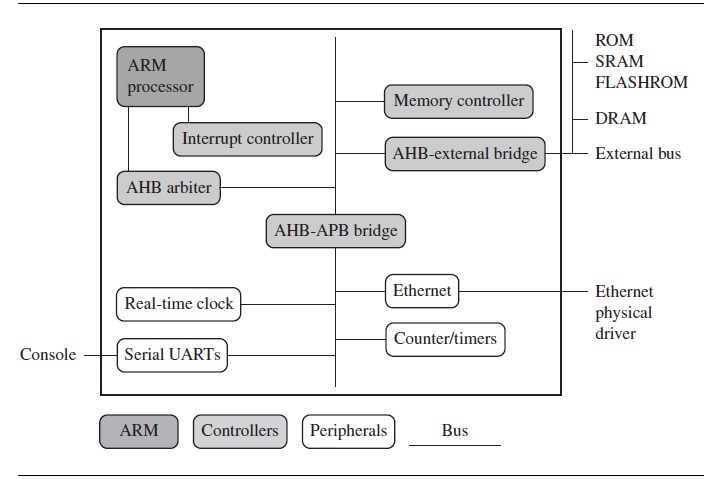 ROM
ARM
processor
SRAM
FLASHROM
Memory controller
DRAM
Interrupt controller
AHB-external bridge
External bus
AHB arbiter
AHB-APB bridge
Real-time clock
Ethernet
Ethernet
physical
driver
Counter/timers
Console
Serial UARTs
ARM
Controllers
Peripherals
Bus